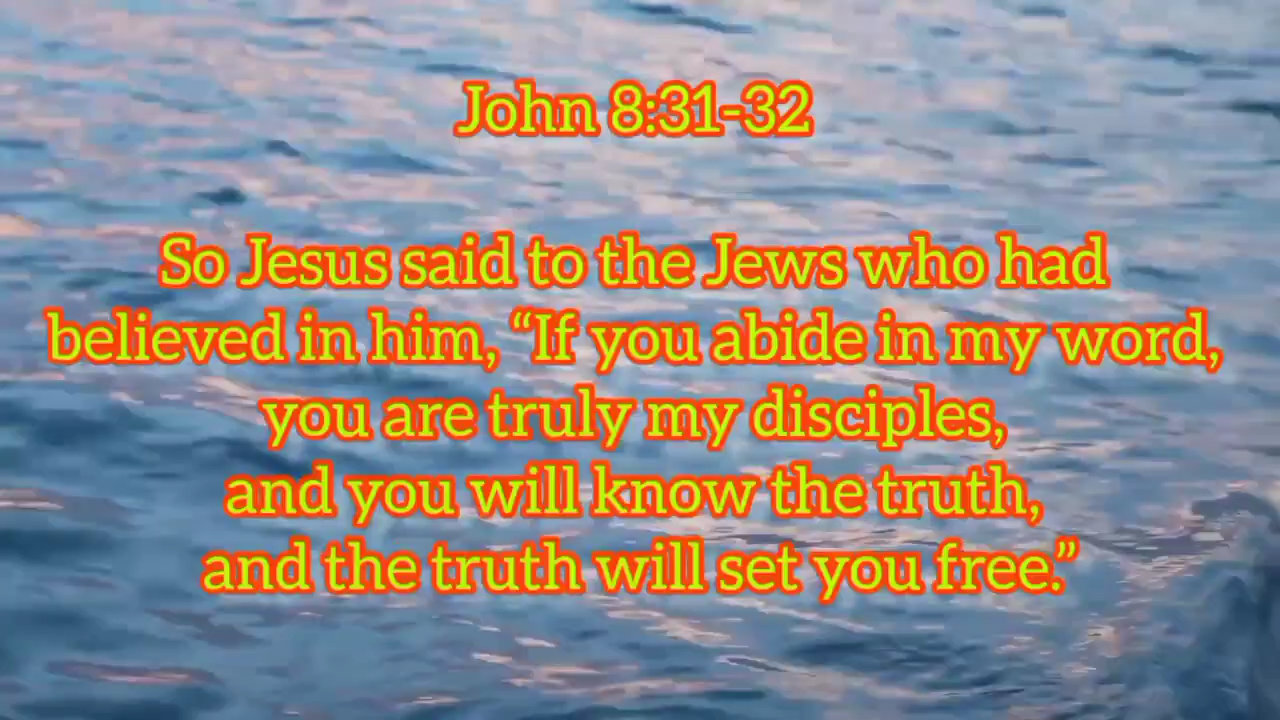 John 8:31-32
So Jesus said to the Jews who had
believed in him, “If you abide in my word,
you are truly my disciples,
and you will know the truth,
and the truth will set you free.”